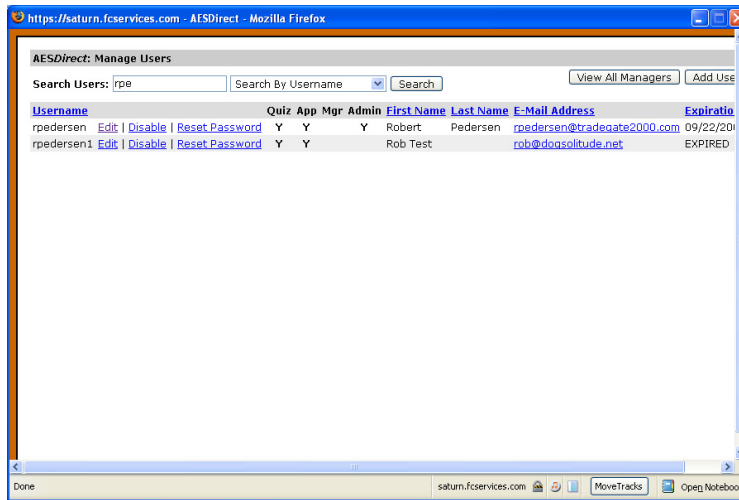 https://saturn.fcservices.com - AESDirect - Mozilla Firefox
AESDirect: Manage Users
Search Users: rpe Search By Username Search View All Managers Add Use
Username Quiz App Mgr Admin First Name Last Name E-Mail Address Expiratio
rpedersen Edit | Disable | Reset Password Y Y Y Robert Pedersen rpedersen@tradegate2000.com 09/22/20
rpedersen1 Edit | Disable | Reset Password Y Y Rob Test rob@dogsolitude.net EXPIRED
Done saturn.fcservices.com MoveTracks Open Noteboo